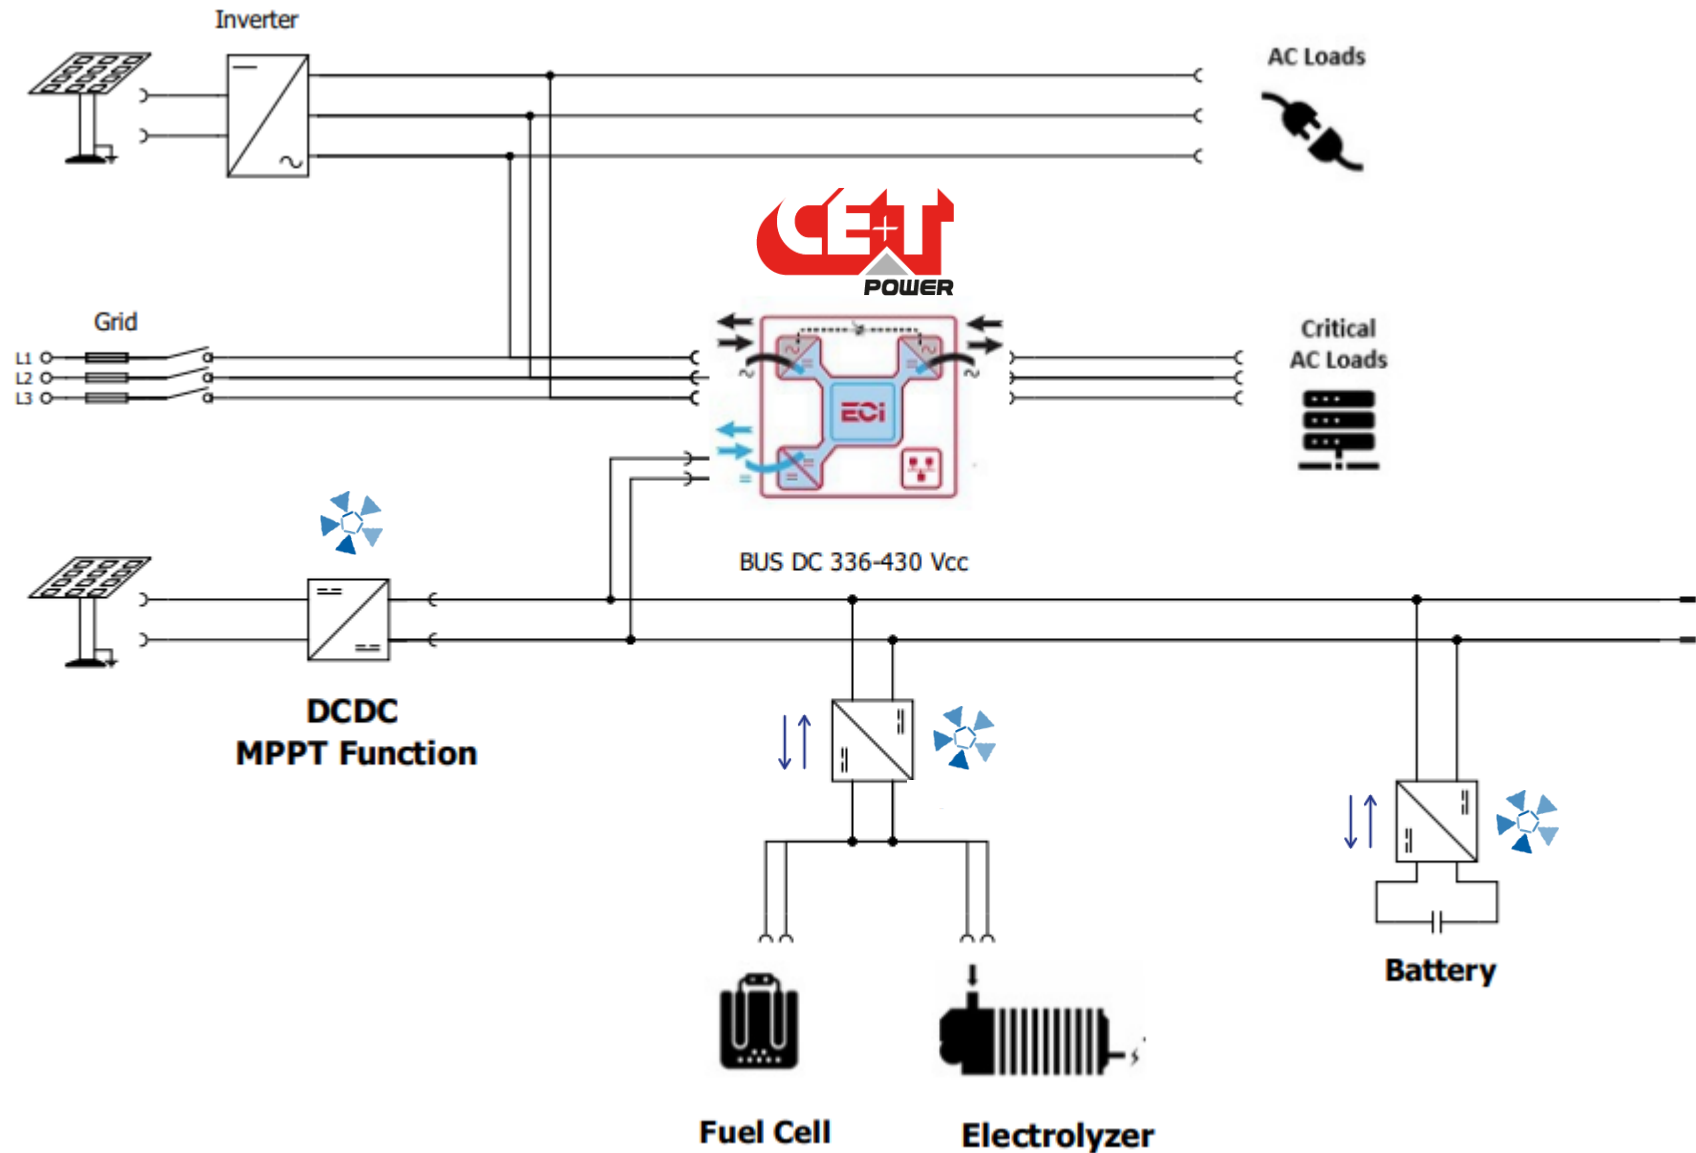 Inverter
AC Loads
CE+T
POWER
Grid
L1
L2
L3
Critical
AC Loads
ECi
BUS DC 336-430 Vcc
DCDC
MPPT Function
Battery
Fuel Cell
Electrolyzer